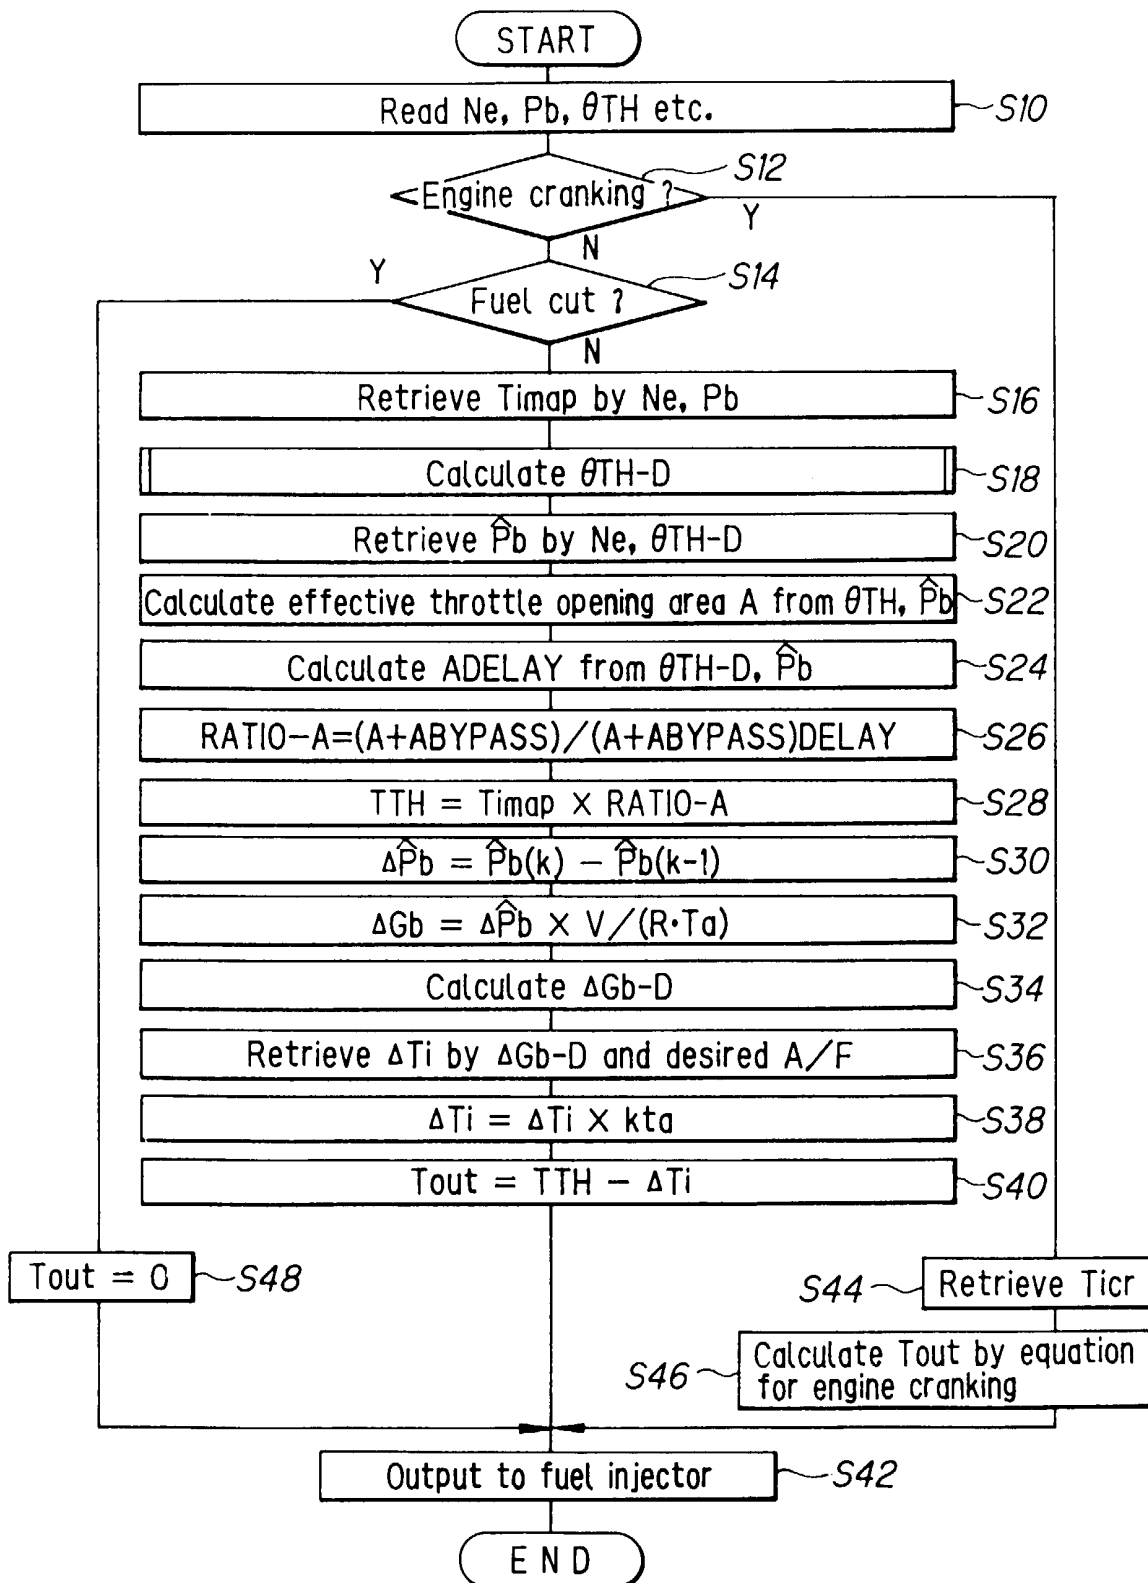 START
Read Ne, Pb, θTH etc.
S10
Engine cranking ?
S12
Y
N
Y
Fuel cut ?
S14
N
Retrieve Timap by Ne, Pb
S16
Calculate θTH-D
S18
Retrieve P̂b by Ne, θTH-D
S20
Calculate effective throttle opening area A from θTH, P̂b
S22
Calculate ADELAY from θTH-D, P̂b
S24
RATIO-A=(A+ABYPASS)/(A+ABYPASS)DELAY
S26
TTH = Timap × RATIO-A
S28
ΔP̂b = P̂b(k) - P̂b(k-1)
S30
ΔGb = ΔP̂b × V/(R·Ta)
S32
Calculate ΔGb-D
S34
Retrieve ΔTi by ΔGb-D and desired A/F
S36
ΔTi = ΔTi × kta
S38
Tout = TTH - ΔTi
S40
Tout = 0
S48
S44
Retrieve Ticr
S46
Calculate Tout by equation
for engine cranking
Output to fuel injector
S42
END